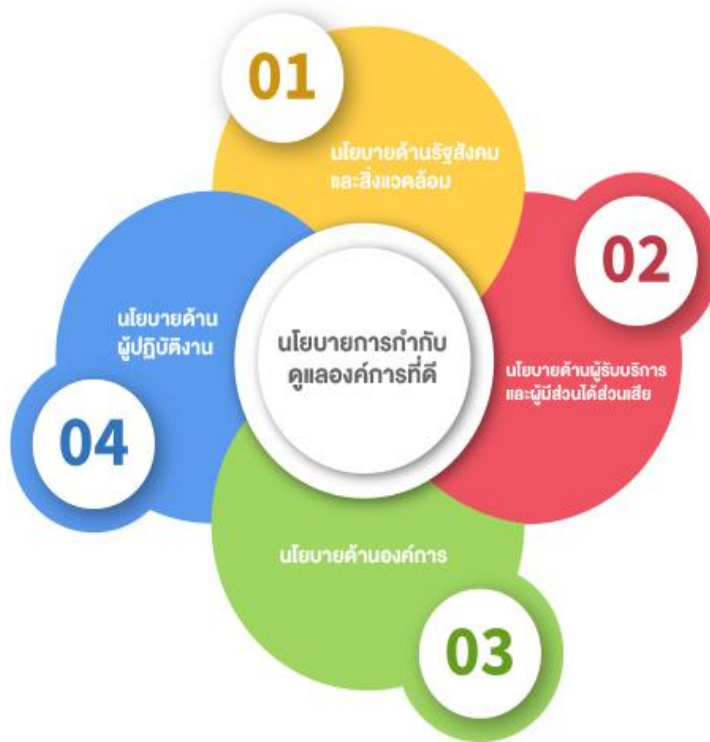 01
นโยบายด้านรัฐสังคม
และสิ่งแวดล้อม
02
นโยบายด้านผู้รับบริการ
และผู้มีส่วนได้ส่วนเสีย
นโยบายการกำกับ
ดูแลองค์การที่ดี
03
นโยบายด้านองค์การ
04
นโยบายด้าน
ผู้ปฏิบัติงาน